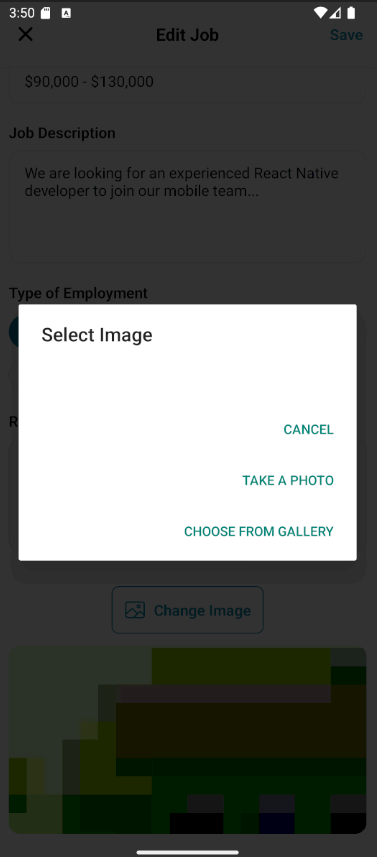 3:50
Edit Job
Save
$90,000 - $130,000
Job Description
We are looking for an experienced React Native
developer to join our mobile team...
Type of Employment
Select Image
R
CANCEL
TAKE A PHOTO
CHOOSE FROM GALLERY
Change Image